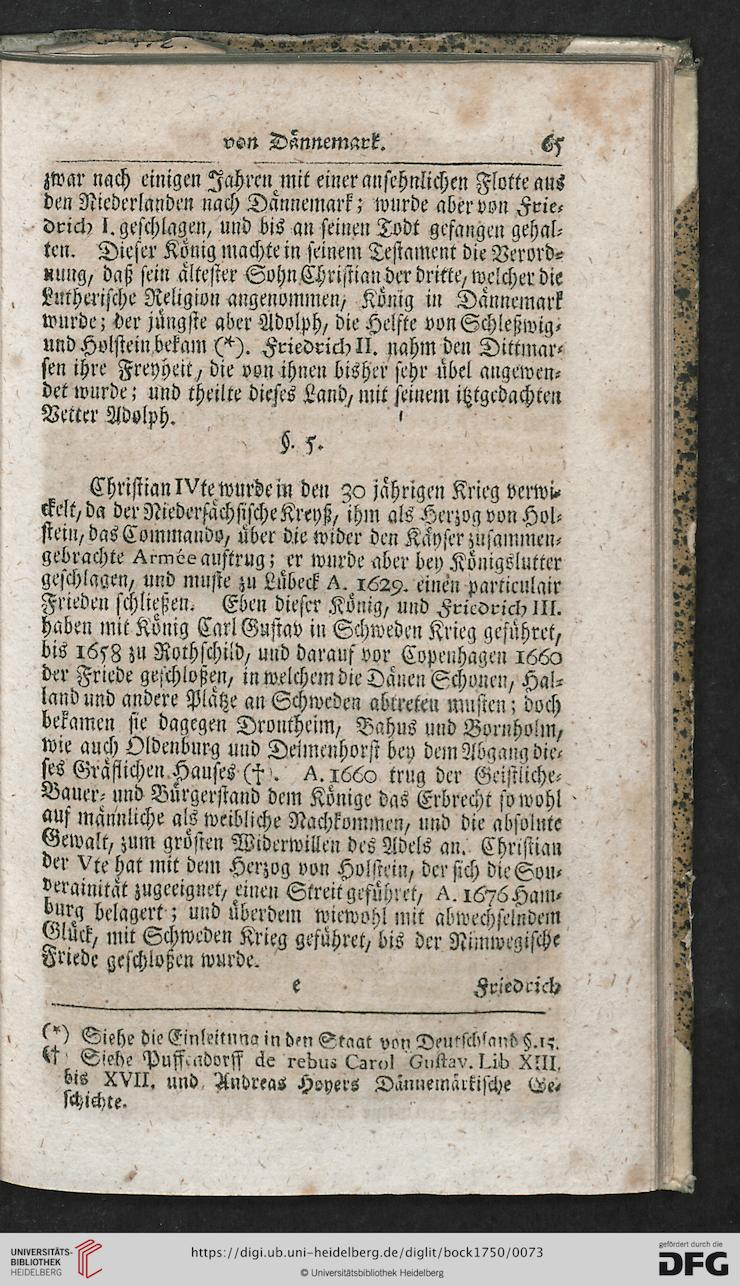 von Dännemark. 65
zwar nach einigen Jahren mit einer ansehnlichen Flotte aus
den Niederlanden nach Dännemark; wurde aber von Frie-
drich I. geschlagen, und bis an seinen Todt gefangen gehal-
ten. Dieser König machte in seinem Testament die Verord-
nung, daß sein ältester Sohn Christian der dritte, welcher die
Lutherische Religion angenommen, König in Dännemark
wurde; der jüngste aber Adolph, die Helfte von Schleßwig-
und Holstein bekam (*). Friedrich II. nahm den Dittmar-
sen ihre Freyheit, die von ihnen bisher sehr übel angewen-
det wurde; und theilte dieses Land, mit seinem itztgedachten
Vetter Adolph.
§. 5.
Christian IVte wurde in den 30 jährigen Krieg verwi-
ckelt, da der Niedersächsische Kreyß, ihm als Herzog von Hol-
stein, das Commando, über die wider den Käyser zusammen-
gebrachte Armée auftrug; er wurde aber bey Königslutter
geschlagen, und muste zu Lübeck A. 1629. einen particulair
Frieden schließen. Eben dieser König, und Friedrich III.
haben mit König Carl Gustav in Schweden Krieg geführet,
bis 1658 zu Rothschild, und darauf vor Copenhagen 1660
der Friede geschloßen, in welchem die Dänen Schonen, Hal-
land und andere Plätze an Schweden abtreten musten; doch
bekamen sie dagegen Drontheim, Bahus und Bornholm,
wie auch Oldenburg und Delmenhorst bey dem Abgang die-
ses Gräflichen Hauses (†). A. 1660 trug der Geistliche-
Bauer- und Bürgerstand dem Könige das Erbrecht so wohl
auf männliche als weibliche Nachkommen, und die absolute
Gewalt, zum grösten Widerwillen des Adels an. Christian
der Vte hat mit dem Herzog von Holstein, der sich die Sou-
verainität zugeeignet, einen Streit geführet, A. 1676 Ham-
burg belagert; und überdem wiewohl mit abwechselndem
Glück, mit Schweden Krieg geführet, bis der Nimwegische
Friede geschloßen wurde.
e Friedrich
(*) Siehe die Einleitung in den Staat von Deutschland §. 15.
(†) Siehe Puffendorff de rebus Carol Gustav. Lib XIII.
bis XVII. und Andreas Hoyers Dännemärkische Ge-
schichte.
UNIVERSITÄTS-
BIBLIOTHEK
HEIDELBERG
https://digi.ub.uni-heidelberg.de/diglit/bock1750/0073
© Universitätsbibliothek Heidelberg
gefördert durch die
DFG